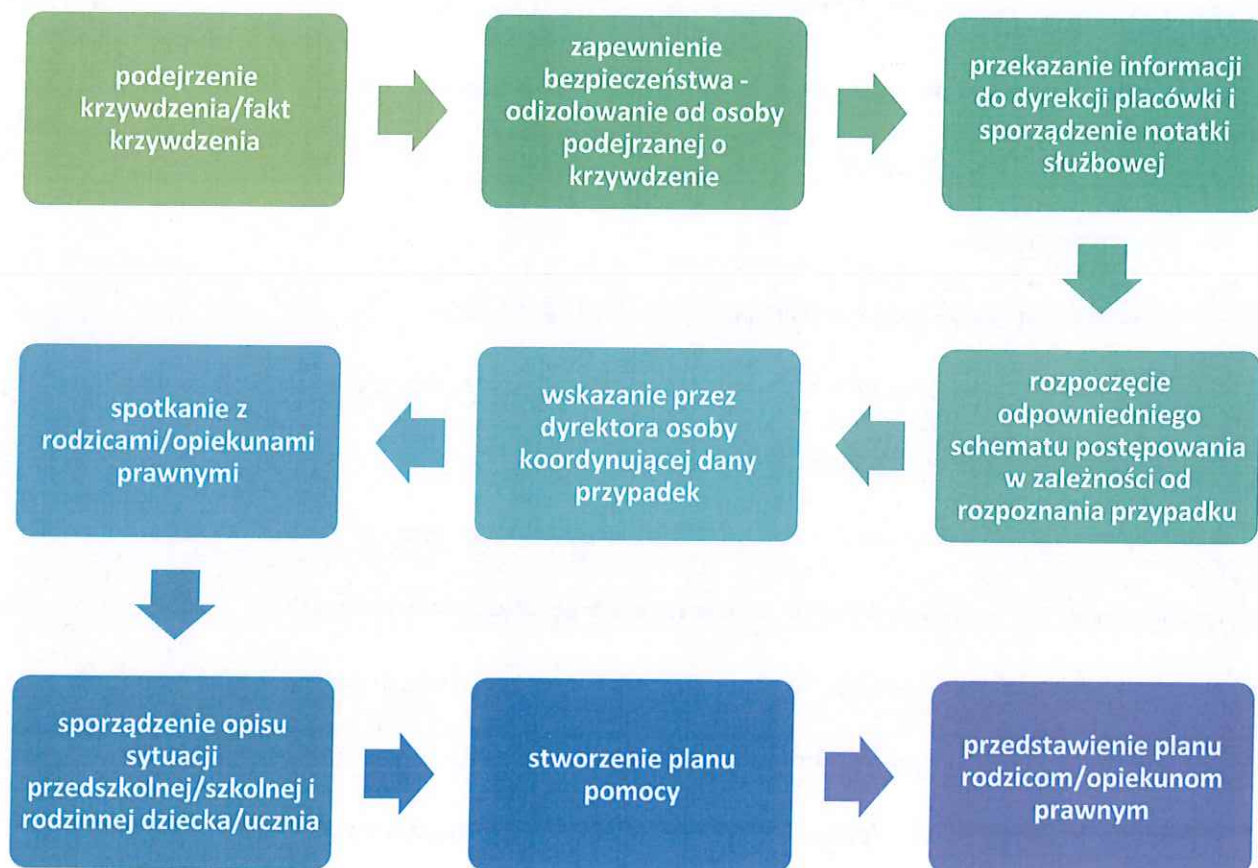 podejrzenie
krzywdzenia/fakt
krzywdzenia
zapewnienie
bezpieczeństwa -
odizolowanie od osoby
podejrzanej o
krzywdzenie
przekazanie informacji
do dyrekcji placówki i
sporządzenie notatki
służbowej
rozpoczęcie
odpowiedniego
schematu postępowania
w zależności od
rozpoznania przypadku
wskazanie przez
dyrektora osoby
koordynującej dany
przypadek
spotkanie z
rodzicami/opiekunami
prawnymi
sporządzenie opisu
sytuacji
przedszkolnej/szkolnej i
rodzinnej dziecka/ucznia
stworzenie planu
pomocy
przedstawienie planu
rodzicom/opiekunom
prawnym